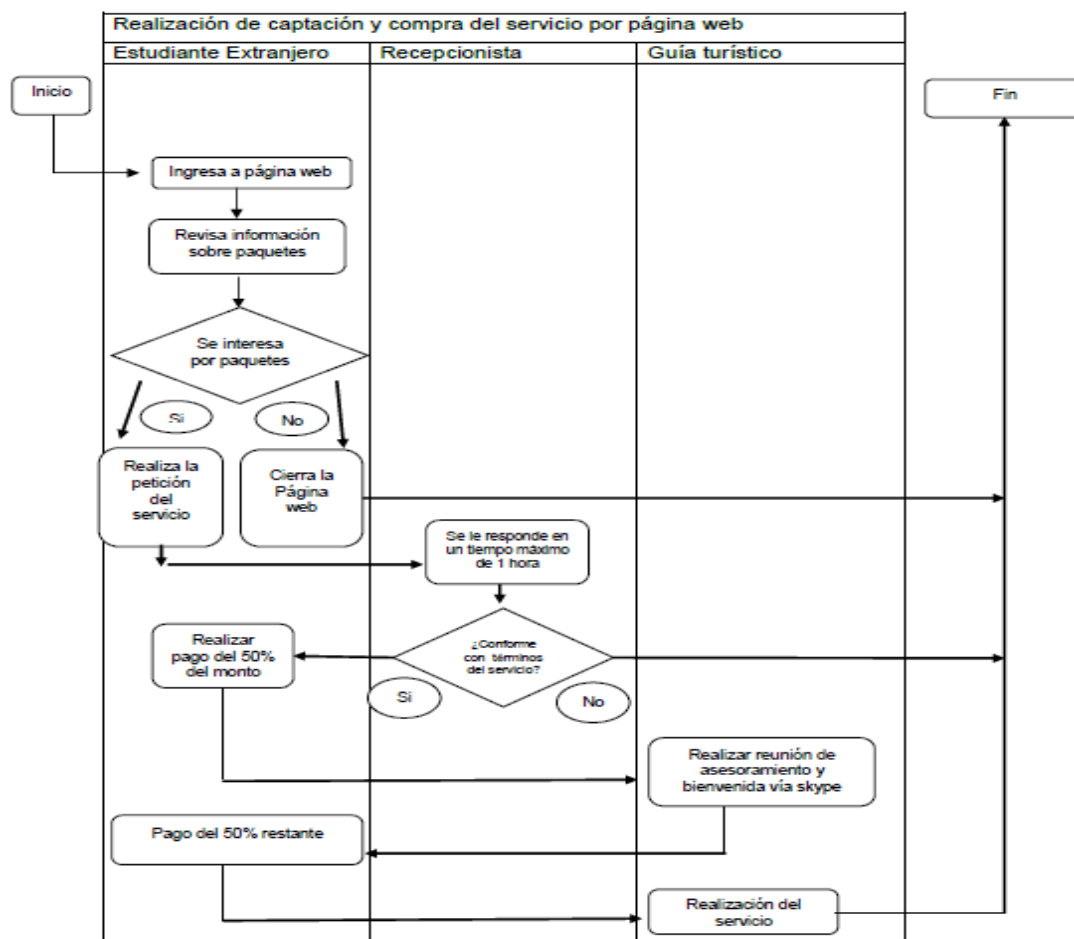 Realización de captación y compra del servicio por página web
Estudiante Extranjero
Recepcionista
Guía turístico
Inicio
Fin
Ingresa a página web
Revisa información
sobre paquetes
Se interesa
por paquetes
Si
No
Realiza la
petición
del
servicio
Cierra la
Página
web
Se le responde en
un tiempo máximo
de 1 hora
¿Conforme
con términos
del servicio?
Realizar
pago del 50%
del monto
Si
No
Realizar reunión de
asesoramiento y
bienvenida vía skype
Pago del 50% restante
Realización del
servicio